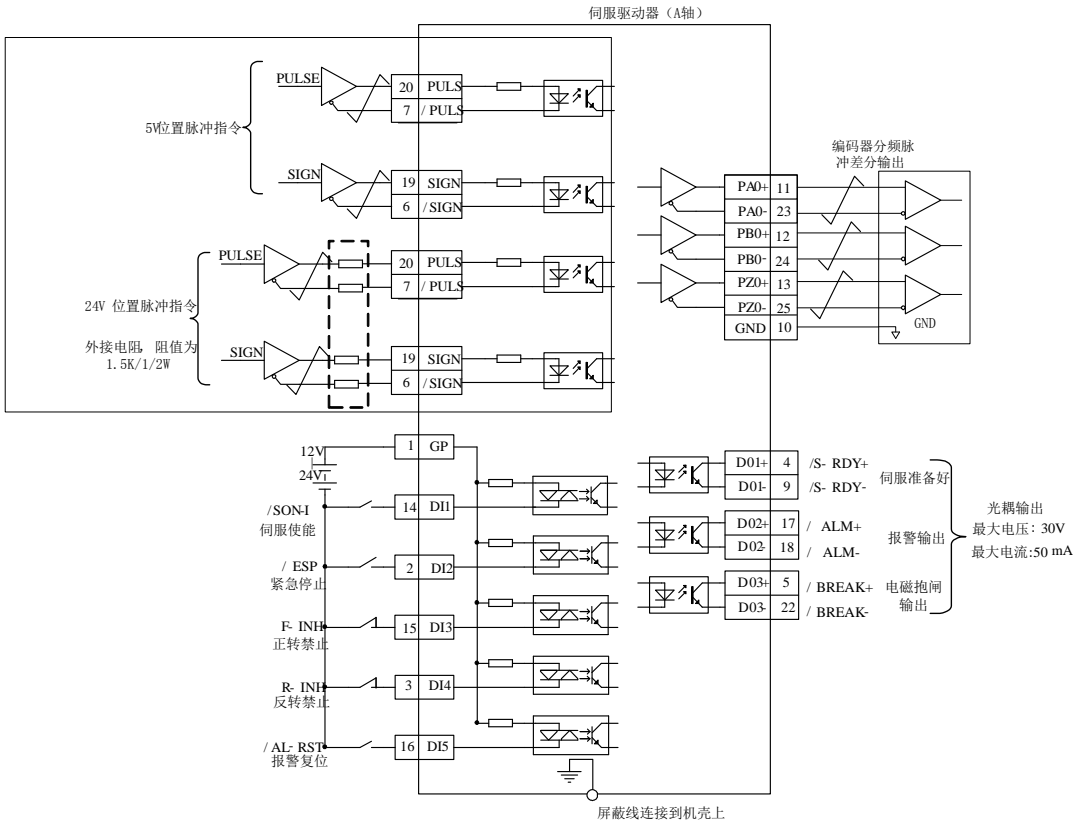 伺服驱动器（A轴）
PULSE
20 PULS
7 / PULS
5V位置脉冲指令
SIGN
19 SIGN
6 /SIGN
PULSE
20 PULS
7 / PULS
24V 位置脉冲指令
外接电阻，阻值为
1.5K/1/2W
SIGN
19 SIGN
6 /SIGN
编码器分频脉
冲差分输出
PA0+ 11
PA0- 23
PB0+ 12
PB0- 24
PZ0+ 13
PZ0- 25
GND 10
GND
12V
24V
1 GP
/SON-I
伺服使能
14 DI1
/ ESP
紧急停止
2 DI2
F- INH
正转禁止
15 DI3
R- INH
反转禁止
3 DI4
/ AL- RST
报警复位
16 DI5
D01+ 4 /S- RDY+
D01- 9 /S- RDY-
伺服准备好
D02+ 17 / ALM+
D02- 18 / ALM-
报警输出
D03+ 5 / BREAK+
D03- 22 / BREAK-
电磁抱闸
输出
光耦输出
最大电压：30V
最大电流:50 mA
屏蔽线连接到机壳上